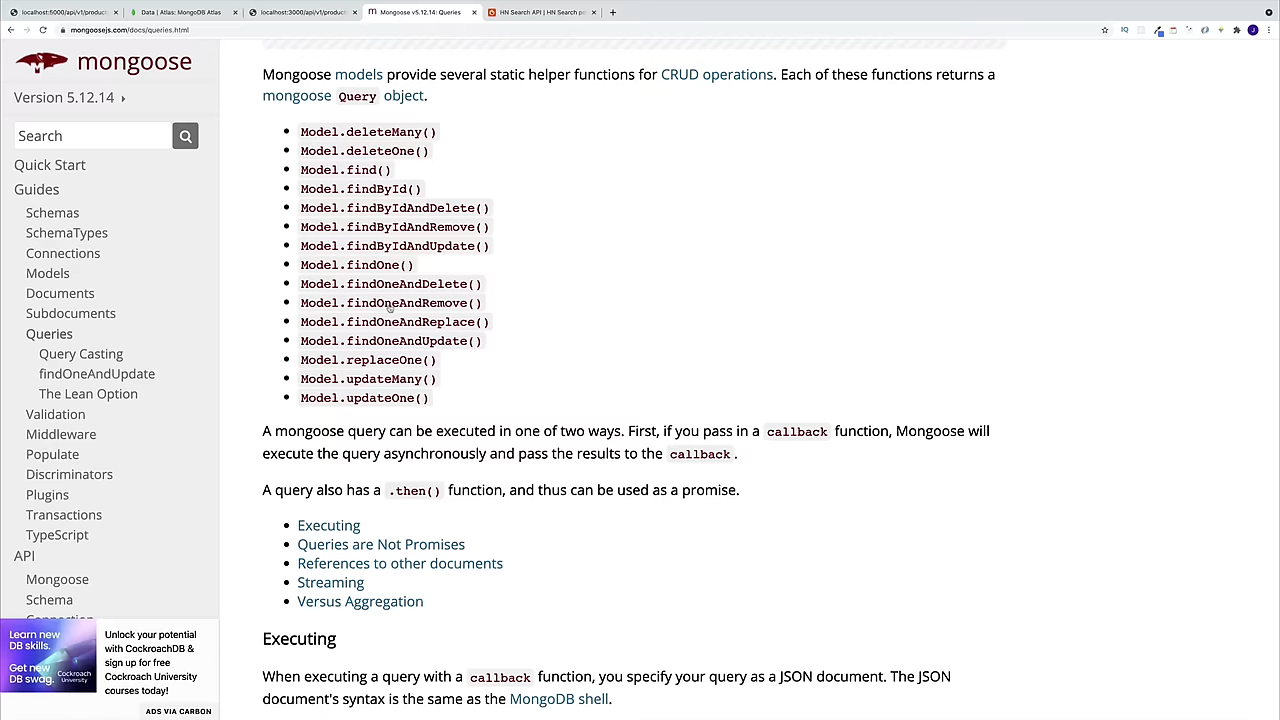 localhost:5000/api/v1/product
Data | Atlas: MongoDB Atlas
localhost:3000/api/v1/product
Mongoose v5.12.14: Queries
HN Search API | HN Search
mongoosejs.com/docs/queries.html
mongoose
Version 5.12.14
Search
Quick Start
Guides
Schemas
SchemaTypes
Connections
Models
Documents
Subdocuments
Queries
Query Casting
findOneAndUpdate
The Lean Option
Validation
Middleware
Populate
Discriminators
Plugins
Transactions
TypeScript
API
Mongoose
Schema
Connection
Learn new
DB skills.
Get new
DB swag.
Cockroach
University
Unlock your potential
with CockroachDB &
sign up for free
Cockroach University
courses today!
ADS VIA CARBON
Mongoose models provide several static helper functions for CRUD operations. Each of these functions returns a
mongoose Query object.
Model.deleteMany()
Model.deleteOne()
Model.find()
Model.findById()
Model.findByIdAndDelete()
Model.findByIdAndRemove()
Model.findByIdAndUpdate()
Model.findOne()
Model.findOneAndDelete()
Model.findOneAndRemove()
Model.findOneAndReplace()
Model.findOneAndUpdate()
Model.replaceOne()
Model.updateMany()
Model.updateOne()
A mongoose query can be executed in one of two ways. First, if you pass in a callback function, Mongoose will
execute the query asynchronously and pass the results to the callback.
A query also has a .then() function, and thus can be used as a promise.
Executing
Queries are Not Promises
References to other documents
Streaming
Versus Aggregation
Executing
When executing a query with a callback function, you specify your query as a JSON document. The JSON
document's syntax is the same as the MongoDB shell.